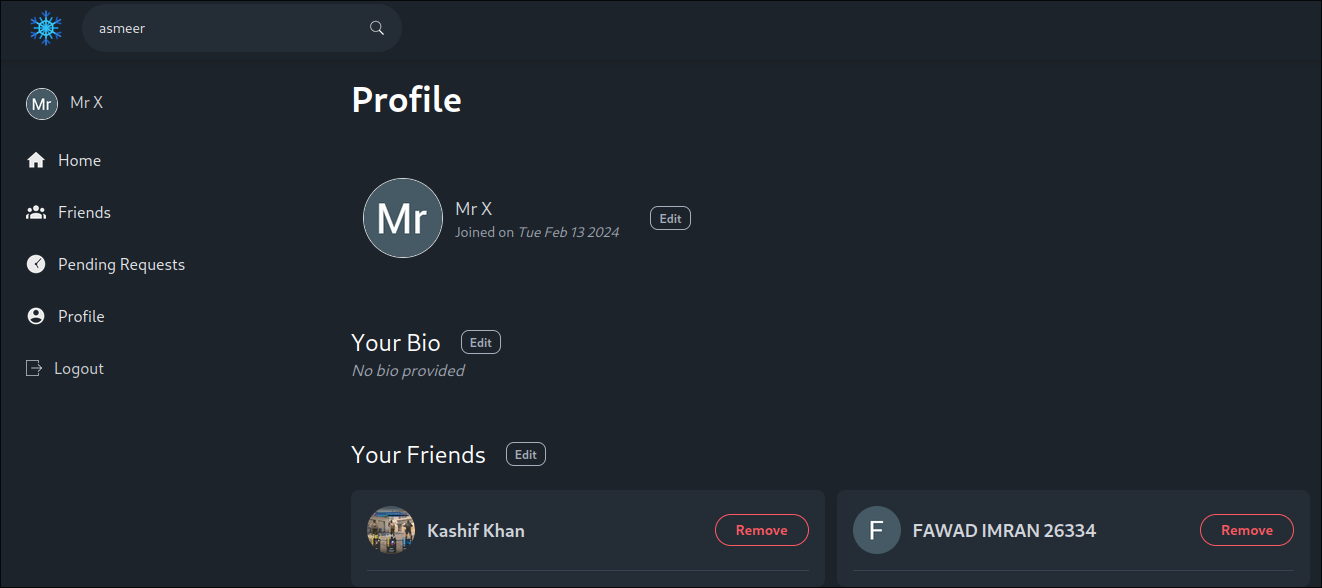 asmeer
Mr Mr X
Home
Friends
Pending Requests
Profile
Logout
Profile
Mr
Mr X
Joined on Tue Feb 13 2024
Edit
Your Bio Edit
No bio provided
Your Friends Edit
Kashif Khan Remove
F FAWAD IMRAN 26334 Remove